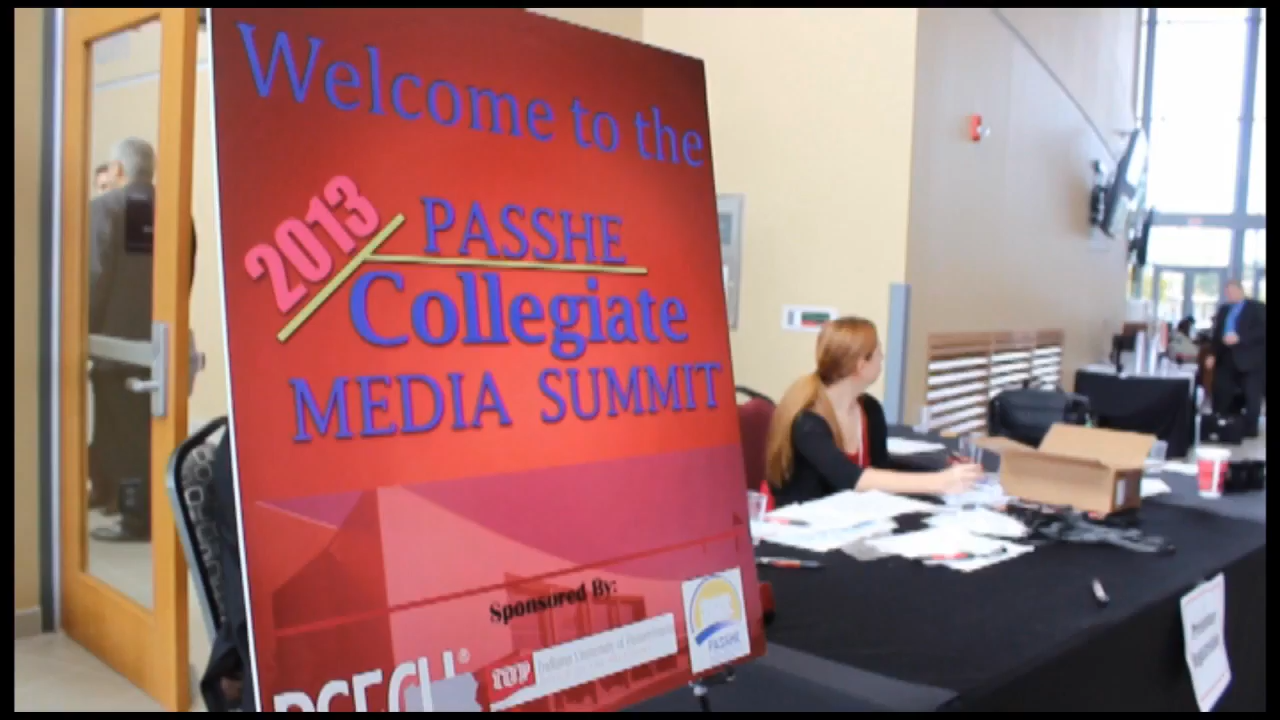 Welcome to the
2013
PASSHE
Collegiate
MEDIA SUMMIT
Sponsored By:
IUP
Indiana University of Pennsylvania
PASSHE